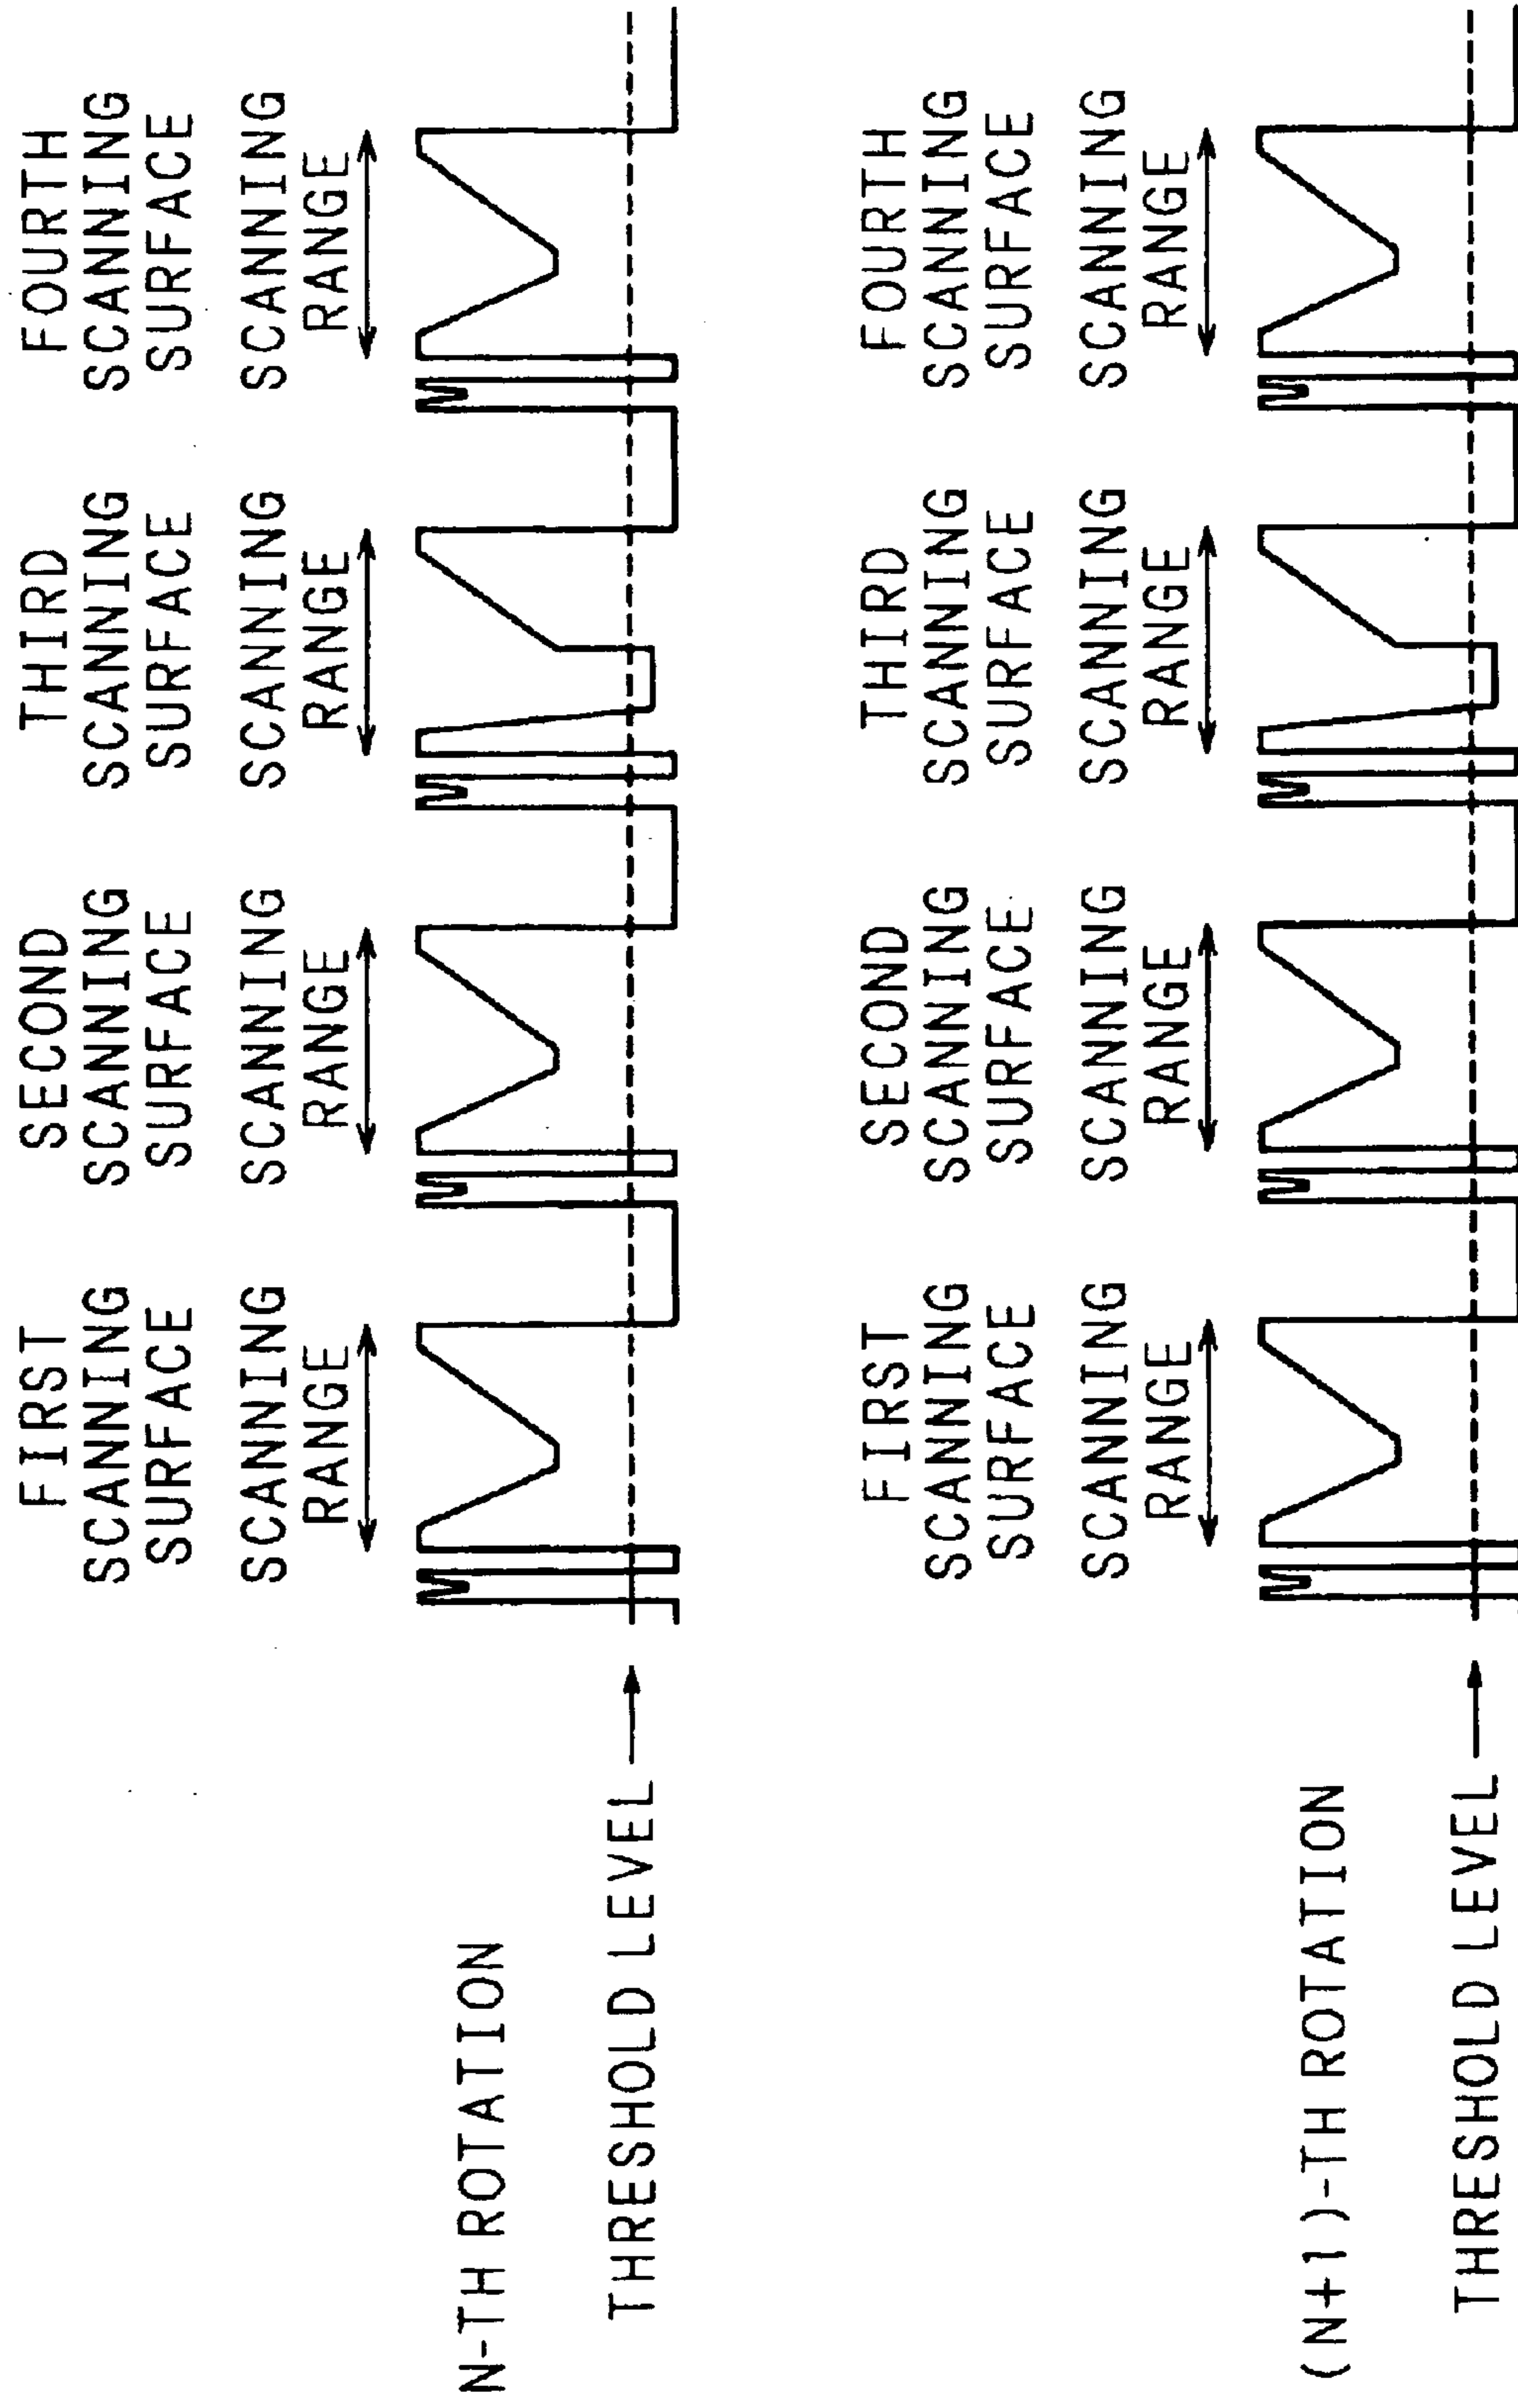 FIRST
SCANNING
SURFACE
SECOND
SCANNING
SURFACE
THIRD
SCANNING
SURFACE
FOURTH
SCANNING
SURFACE
SCANNING
RANGE
SCANNING
RANGE
SCANNING
RANGE
SCANNING
RANGE
N-TH ROTATION
THRESHOLD LEVEL
FIRST
SCANNING
SURFACE
SECOND
SCANNING
SURFACE
THIRD
SCANNING
SURFACE
FOURTH
SCANNING
SURFACE
SCANNING
RANGE
SCANNING
RANGE
SCANNING
RANGE
SCANNING
RANGE
(N+1)-TH ROTATION
THRESHOLD LEVEL